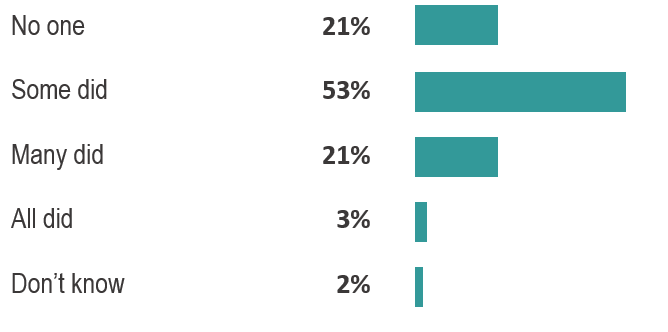 No one 21%
Some did 53%
Many did 21%
All did 3%
Don’t know 2%